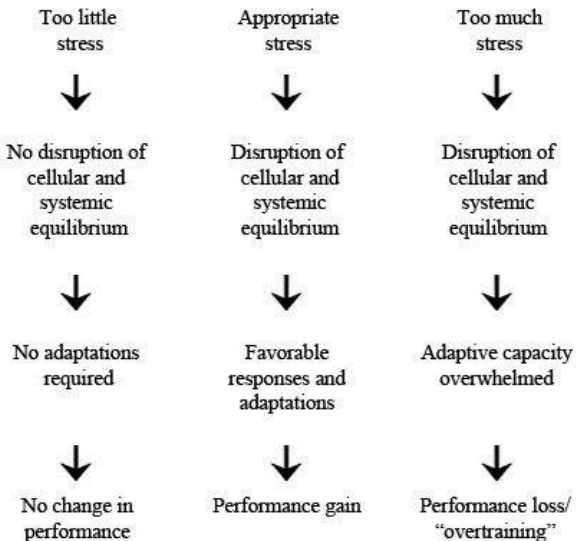 Too little
stress
No disruption of
cellular and
systemic
equilibrium
No adaptations
required
No change in
performance
Appropriate
stress
Disruption of
cellular and
systemic
equilibrium
Favorable
responses and
adaptations
Performance gain
Too much
stress
Disruption of
cellular and
systemic
equilibrium
Adaptive capacity
overwhelmed
Performance loss/
“overtraining”